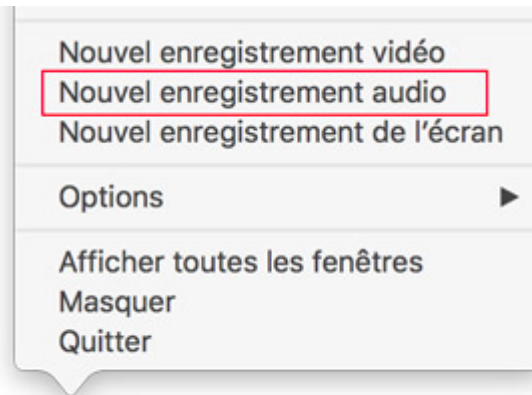 Nouvel enregistrement vidéo
Nouvel enregistrement audio
Nouvel enregistrement de l’écran
Options
Afficher toutes les fenêtres
Masquer
Quitter